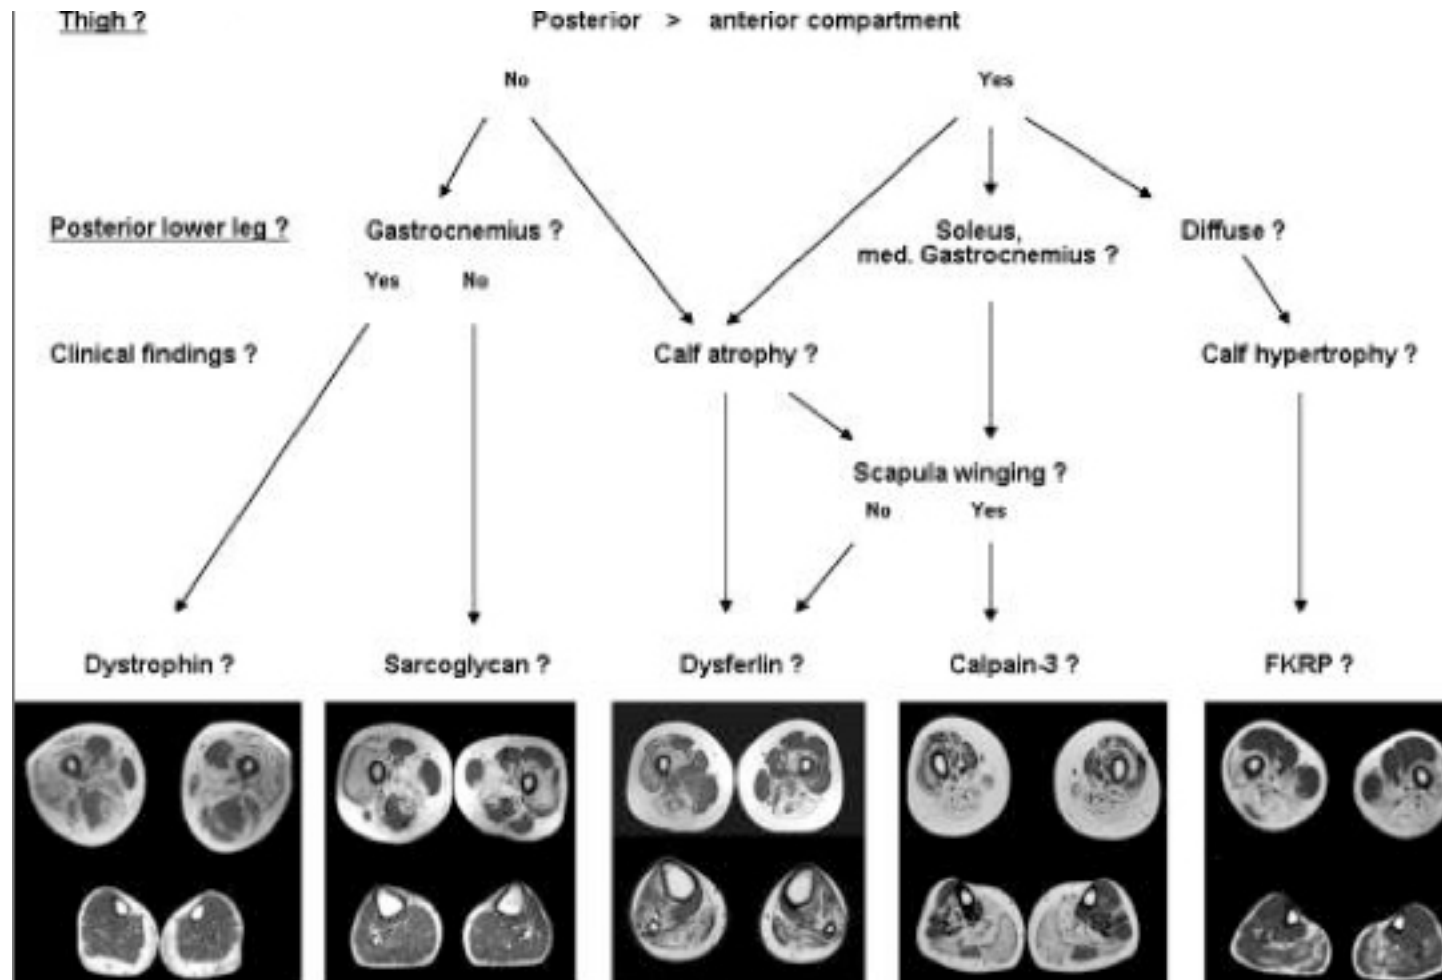 Thigh ? Posterior > anterior compartment
No Yes
Posterior lower leg ? Gastrocnemius ? Soleus, Diffuse ?
med. Gastrocnemius ?
Yes No
Clinical findings ? Calf atrophy ? Calf hypertrophy ?
Scapula winging ?
No Yes
Dystrophin ? Sarcoglycan ? Dysferlin ? Calpain-3 ? FKRP ?